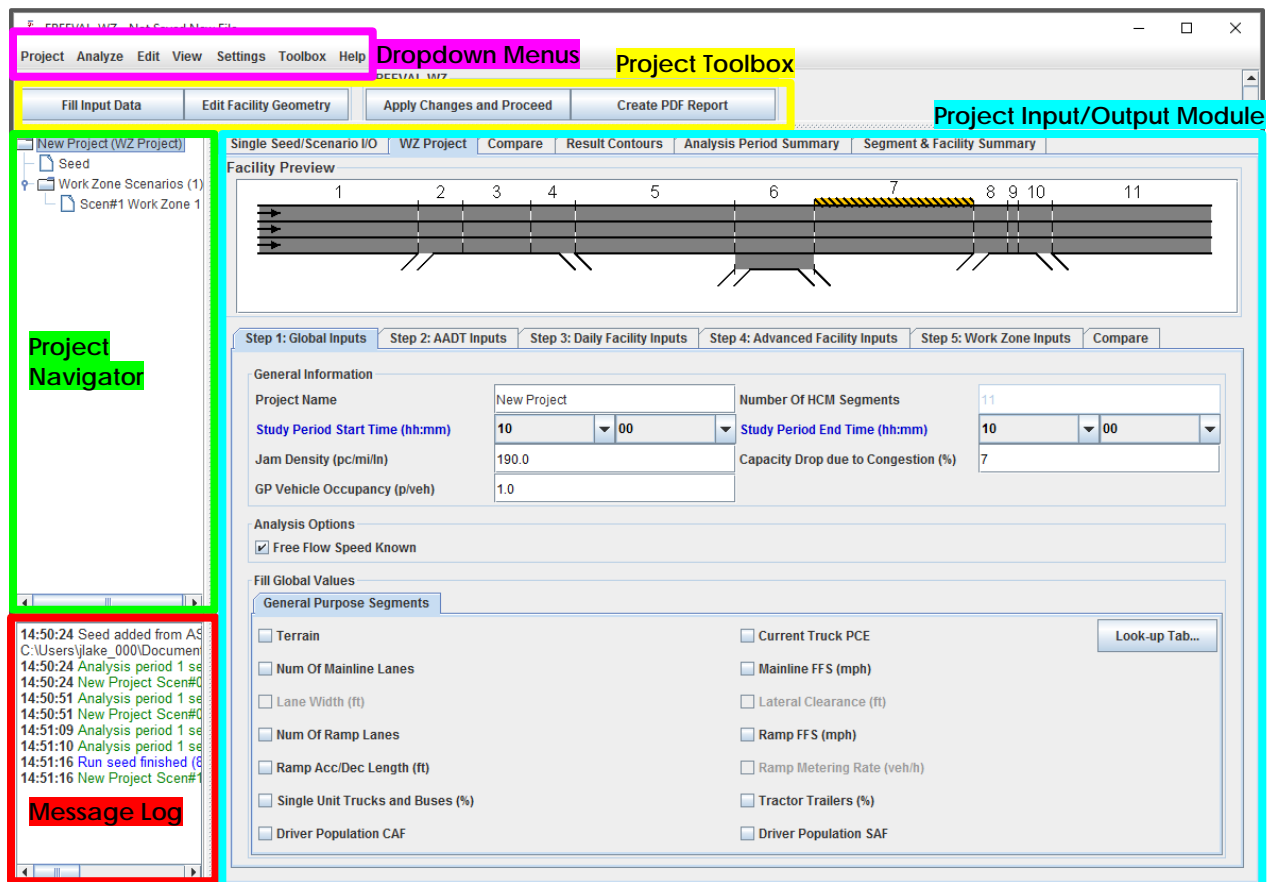 FREEVAL-WZ - Not Saved New File
Project Analyze Edit View Settings Toolbox Help
Dropdown Menus
Project Toolbox
FREEVAL-WZ
Fill Input Data Edit Facility Geometry Apply Changes and Proceed Create PDF Report
Project Input/Output Module
New Project (WZ Project)
Seed
Work Zone Scenarios (1)
Scen#1 Work Zone 1
Project
Navigator
Single Seed/Scenario I/O WZ Project Compare Result Contours Analysis Period Summary Segment & Facility Summary
Facility Preview
1 2 3 4 5 6 7 8 9 10 11
Step 1: Global Inputs Step 2: AADT Inputs Step 3: Daily Facility Inputs Step 4: Advanced Facility Inputs Step 5: Work Zone Inputs Compare
General Information
Project Name New Project Number Of HCM Segments 11
Study Period Start Time (hh:mm) 10 00 Study Period End Time (hh:mm) 10 00
Jam Density (pc/mi/ln) 190.0 Capacity Drop due to Congestion (%) 7
GP Vehicle Occupancy (p/veh) 1.0
Analysis Options
Free Flow Speed Known
Fill Global Values
General Purpose Segments
Terrain Current Truck PCE Look-up Tab...
Num Of Mainline Lanes Mainline FFS (mph)
Lane Width (ft) Lateral Clearance (ft)
Num Of Ramp Lanes Ramp FFS (mph)
Ramp Acc/Dec Length (ft) Ramp Metering Rate (veh/h)
Single Unit Trucks and Buses (%) Tractor Trailers (%)
Driver Population CAF Driver Population SAF
14:50:24 Seed added from AS
C:\Users\jlake_000\Document
14:50:24 Analysis period 1 se
14:50:24 New Project Scen#0
14:50:51 Analysis period 1 se
14:50:51 New Project Scen#0
14:51:09 Analysis period 1 se
14:51:10 Analysis period 1 se
14:51:16 Run seed finished (8
14:51:16 New Project Scen#1
Message Log